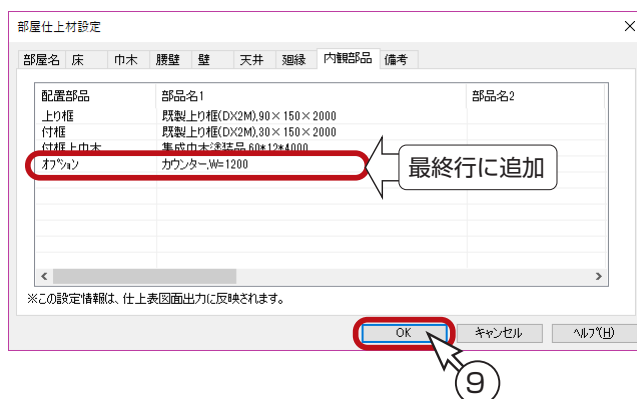 部屋仕上材設定 ×
部屋名 床 巾木 腰壁 壁 天井 廻縁 内観部品 備考
配置部品 部品名1 部品名2
上り框 既製上り框(DX2M),90×150×2000
付框 既製上り框(DX2M),30×150×2000
付框上巾木 集成巾木塗装品,60*12*4000
ｵﾌﾟｼｮﾝ カウンター,W=1200
最終行に追加
※この設定情報は、仕上表図面出力に反映されます。
OK キャンセル ﾍﾙﾌﾟ(H)
⑨